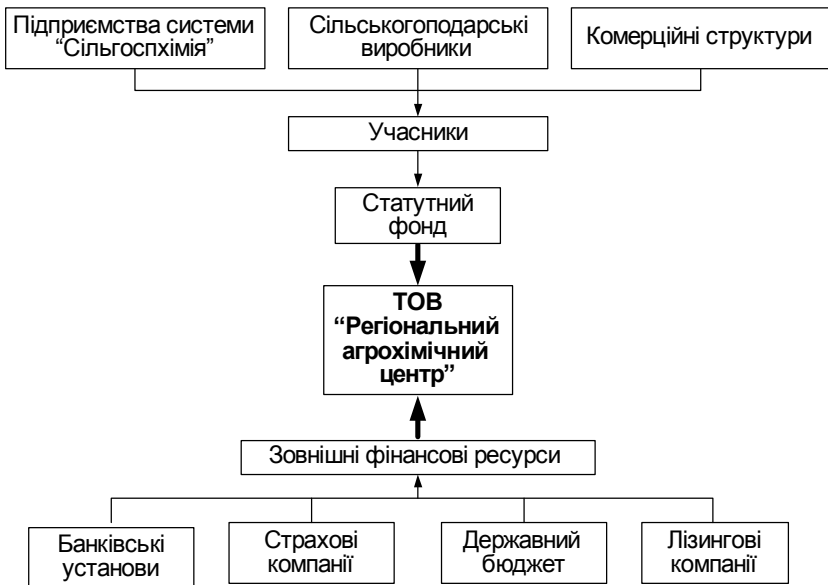 Підприємства системи
“Сільгоспхімія”
Сільськогоподарські
виробники
Комерційні структури
Учасники
Статутний
фонд
ТОВ
“Регіональний
агрохімічний
центр”
Зовнішні фінансові ресурси
Банківські
установи
Страхові
компанії
Державний
бюджет
Лізингові
компанії